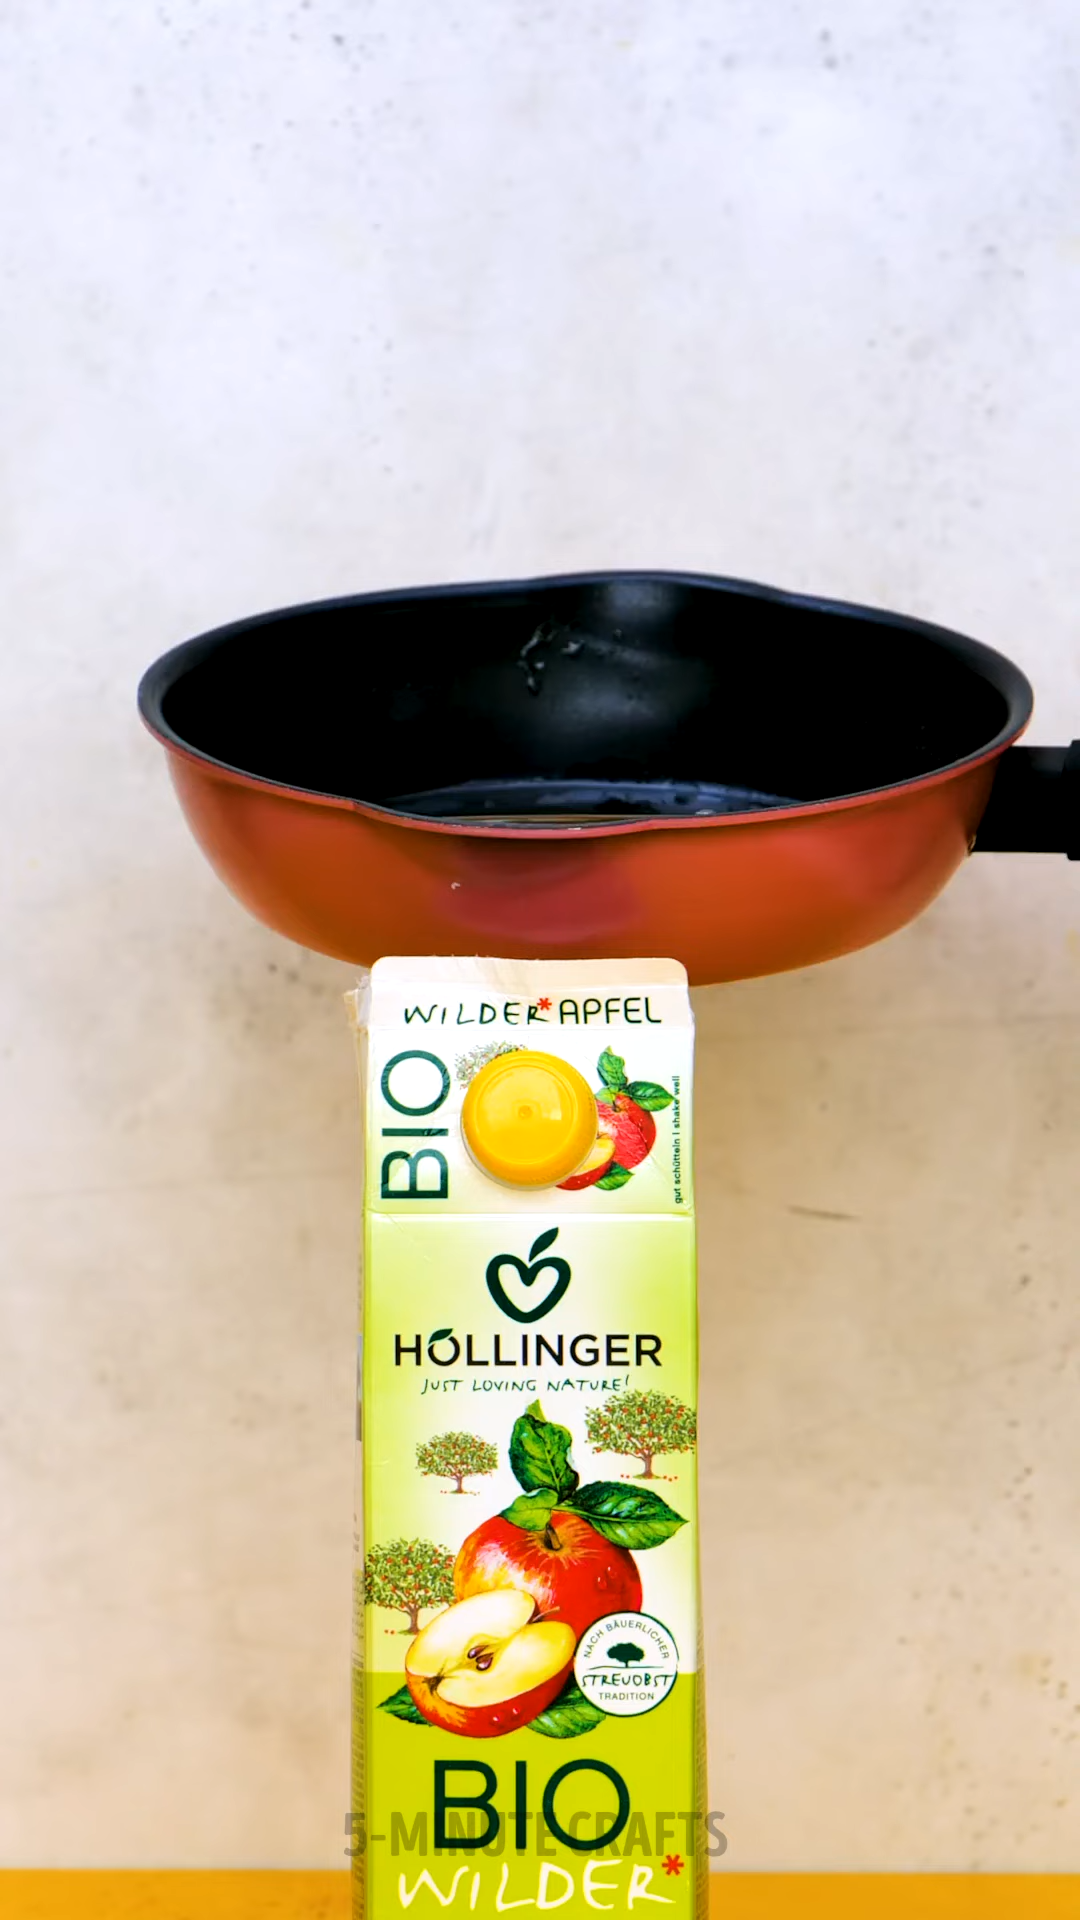 WILDER* APFEL
BIO
gut schütteln | shake well
HÖLLINGER
JUST LOVING NATURE!
NACH BÄUERLICHER
STREUOBST
TRADITION
BIO
5-MINUTE CRAFTS
WILDER*